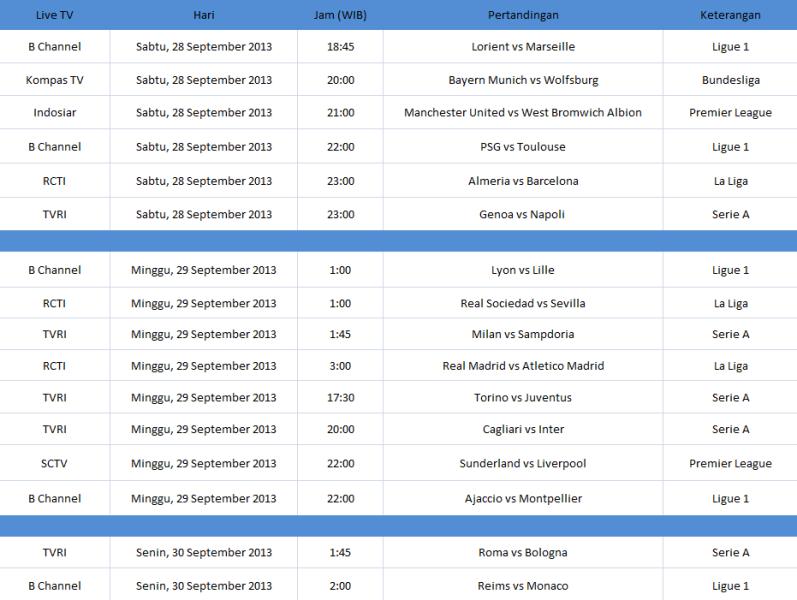 Live TV Hari Jam (WIB) Pertandingan Keterangan
B Channel Sabtu, 28 September 2013 18:45 Lorient vs Marseille Ligue 1
Kompas TV Sabtu, 28 September 2013 20:00 Bayern Munich vs Wolfsburg Bundesliga
Indosiar Sabtu, 28 September 2013 21:00 Manchester United vs West Bromwich Albion Premier League
B Channel Sabtu, 28 September 2013 22:00 PSG vs Toulouse Ligue 1
RCTI Sabtu, 28 September 2013 23:00 Almeria vs Barcelona La Liga
TVRI Sabtu, 28 September 2013 23:00 Genoa vs Napoli Serie A
B Channel Minggu, 29 September 2013 1:00 Lyon vs Lille Ligue 1
RCTI Minggu, 29 September 2013 1:00 Real Sociedad vs Sevilla La Liga
TVRI Minggu, 29 September 2013 1:45 Milan vs Sampdoria Serie A
RCTI Minggu, 29 September 2013 3:00 Real Madrid vs Atletico Madrid La Liga
TVRI Minggu, 29 September 2013 17:30 Torino vs Juventus Serie A
TVRI Minggu, 29 September 2013 20:00 Cagliari vs Inter Serie A
SCTV Minggu, 29 September 2013 22:00 Sunderland vs Liverpool Premier League
B Channel Minggu, 29 September 2013 22:00 Ajaccio vs Montpellier Ligue 1
TVRI Senin, 30 September 2013 1:45 Roma vs Bologna Serie A
B Channel Senin, 30 September 2013 2:00 Reims vs Monaco Ligue 1